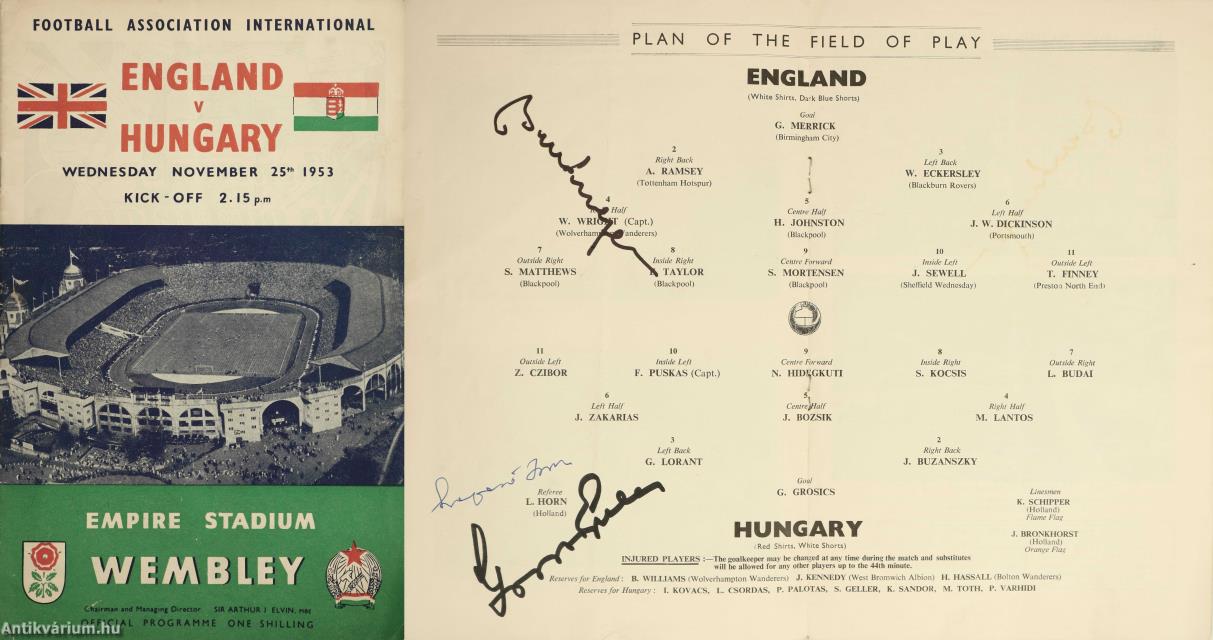 FOOTBALL ASSOCIATION INTERNATIONAL
ENGLAND
v
HUNGARY
WEDNESDAY NOVEMBER 25th 1953
KICK-OFF 2.15 p.m
EMPIRE STADIUM
WEMBLEY
Chairman and Managing Director SIR ARTHUR J ELVIN, MBE
OFFICIAL PROGRAMME ONE SHILLING
Antikvárium.hu
PLAN OF THE FIELD OF PLAY
ENGLAND
(White Shirts, Dark Blue Shorts)
Goal
G. MERRICK
(Birmingham City)
2 3
Right Back Left Back
A. RAMSEY W. ECKERSLEY
(Tottenham Hotspur) (Blackburn Rovers)
4 5 6
Half Centre Half Left Half
W. WRIGHT (Capt.) H. JOHNSTON J. W. DICKINSON
(Wolverhampton Wanderers) (Blackpool) (Portsmouth)
7 8 9 10 11
Outside Right Inside Right Centre Forward Inside Left Outside Left
S. MATTHEWS TAYLOR S. MORTENSEN J. SEWELL T. FINNEY
(Blackpool) (Blackpool) (Blackpool) (Sheffield Wednesday) (Preston North End)
11 10 9 8 7
Outside Left Inside Left Centre Forward Inside Right Outside Right
Z. CZIBOR F. PUSKAS (Capt.) N. HIDEGKUTI S. KOCSIS L. BUDAI
6 5 4
Left Half Centre Half Right Half
J. ZAKARIAS J. BOZSIK M. LANTOS
3 2
Left Back Right Back
G. LORANT J. BUZANSZKY
Goal
G. GROSICS
Referee
L. HORN
(Holland)
Linesmen
K. SCHIPPER
(Holland)
Flame Flag
J. BRONKHORST
(Holland)
Orange Flag
HUNGARY
(Red Shirts, White Shorts)
INJURED PLAYERS :—The goalkeeper may be changed at any time during the match and substitutes
will be allowed for any other players up to the 44th minute.
Reserves for England : B. WILLIAMS (Wolverhampton Wanderers) J. KENNEDY (West Bromwich Albion) H. HASSALL (Bolton Wanderers)
Reserves for Hungary : I. KOVACS, L. CSORDAS, P. PALOTAS, S. GELLER, K. SANDOR, M. TOTH, P. VARHIDI